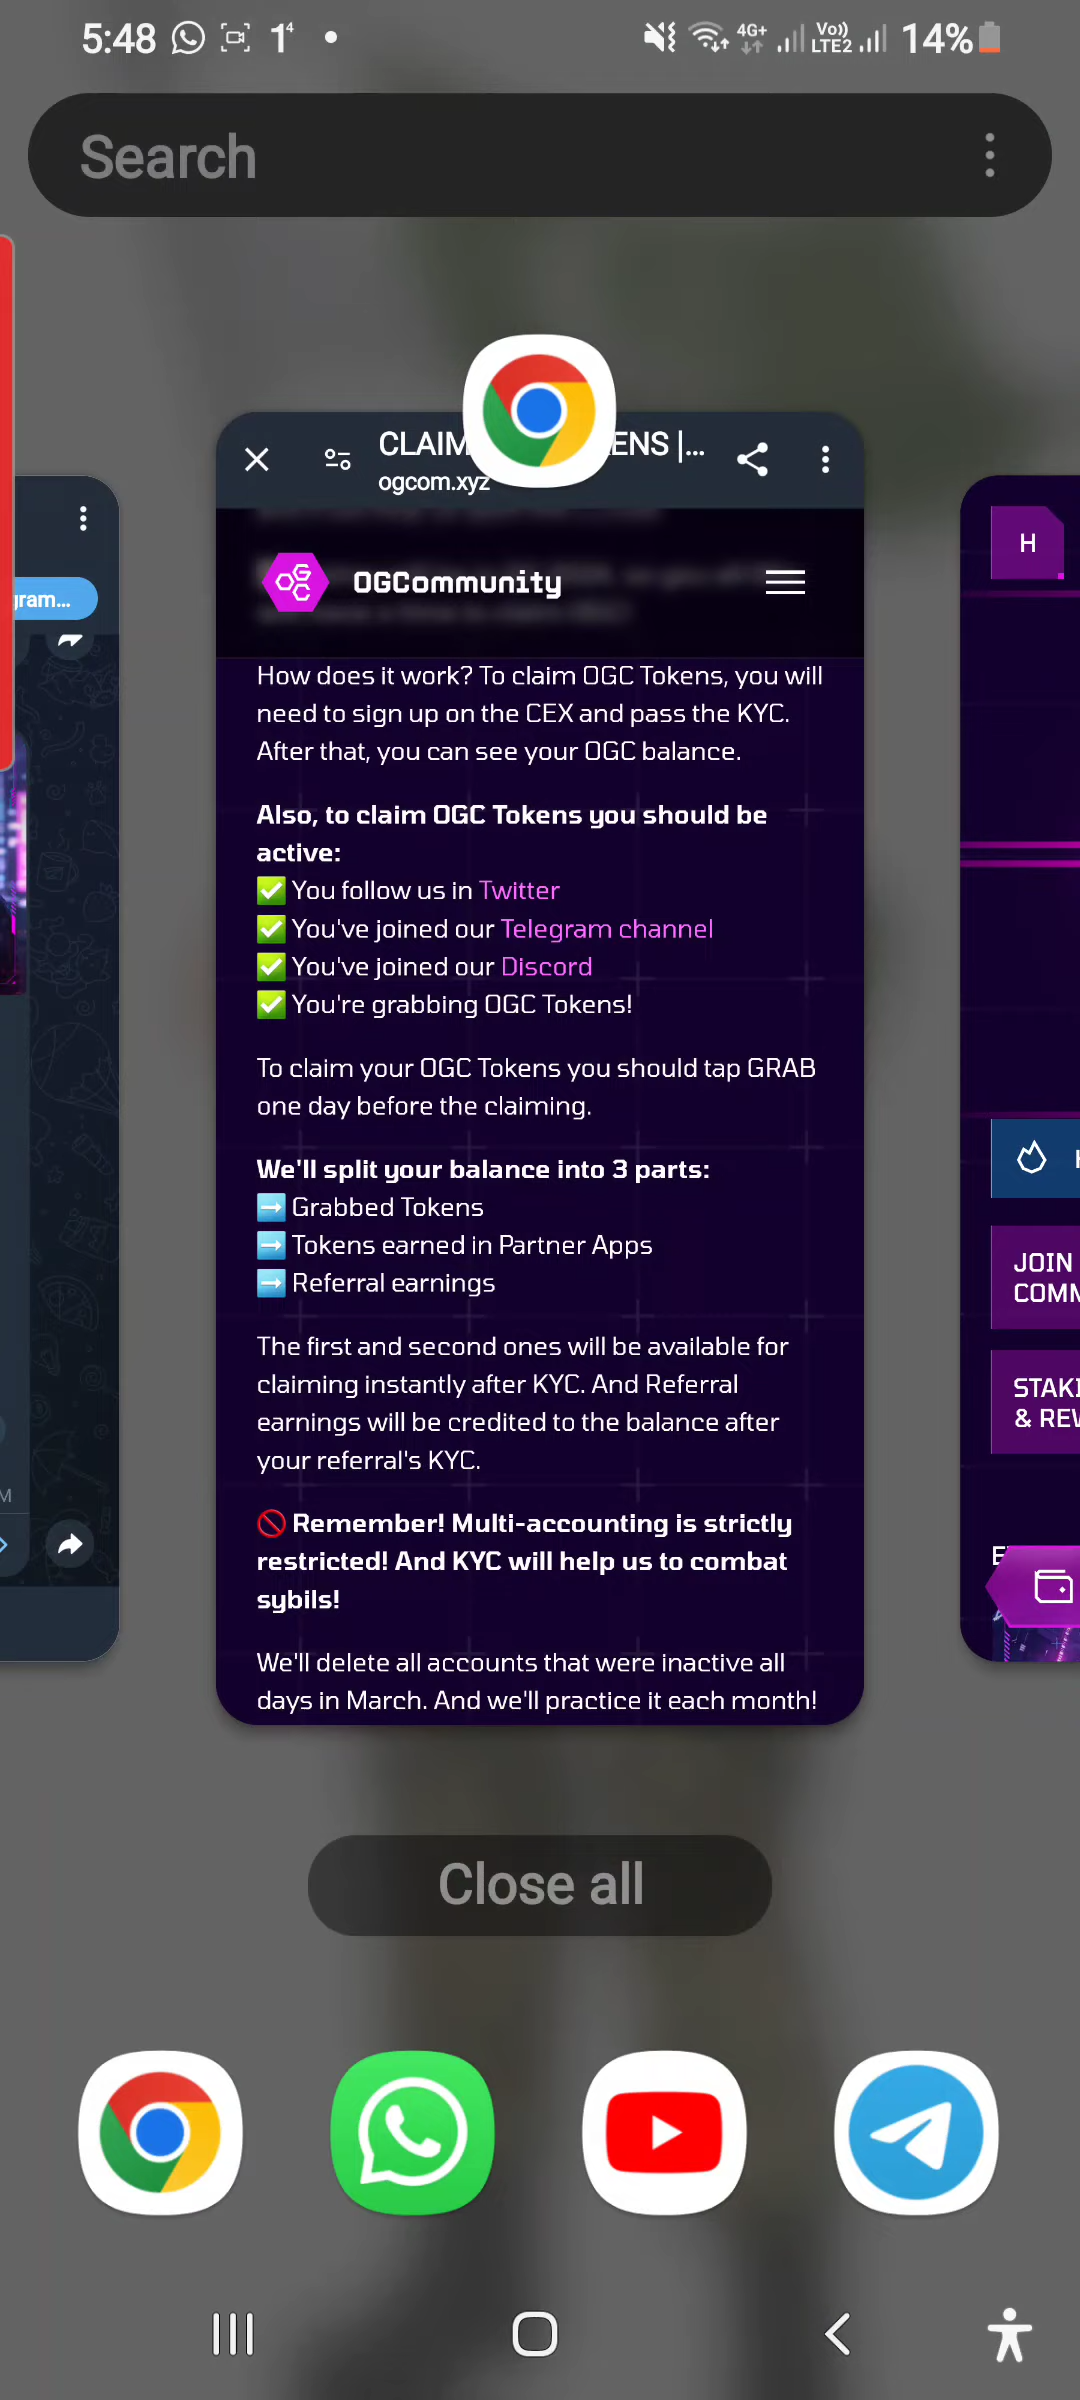 5:48
1⁴
4G+
Vo))
LTE2
14%
Search
CLAIM
ENS |...
ogcom.xyz
gram...
H
OGC
OGCommunity
How does it work? To claim OGC Tokens, you will
need to sign up on the CEX and pass the KYC.
After that, you can see your OGC balance.
Also, to claim OGC Tokens you should be
active:
✅ You follow us in Twitter
✅ You've joined our Telegram channel
✅ You've joined our Discord
✅ You're grabbing OGC Tokens!
To claim your OGC Tokens you should tap GRAB
one day before the claiming.
We'll split your balance into 3 parts:
➡️ Grabbed Tokens
➡️ Tokens earned in Partner Apps
➡️ Referral earnings
The first and second ones will be available for
claiming instantly after KYC. And Referral
earnings will be credited to the balance after
your referral's KYC.
🚫 Remember! Multi-accounting is strictly
restricted! And KYC will help us to combat
sybils!
We'll delete all accounts that were inactive all
days in March. And we'll practice it each month!
M
JOIN
COMM
STAKI
& REW
Close all